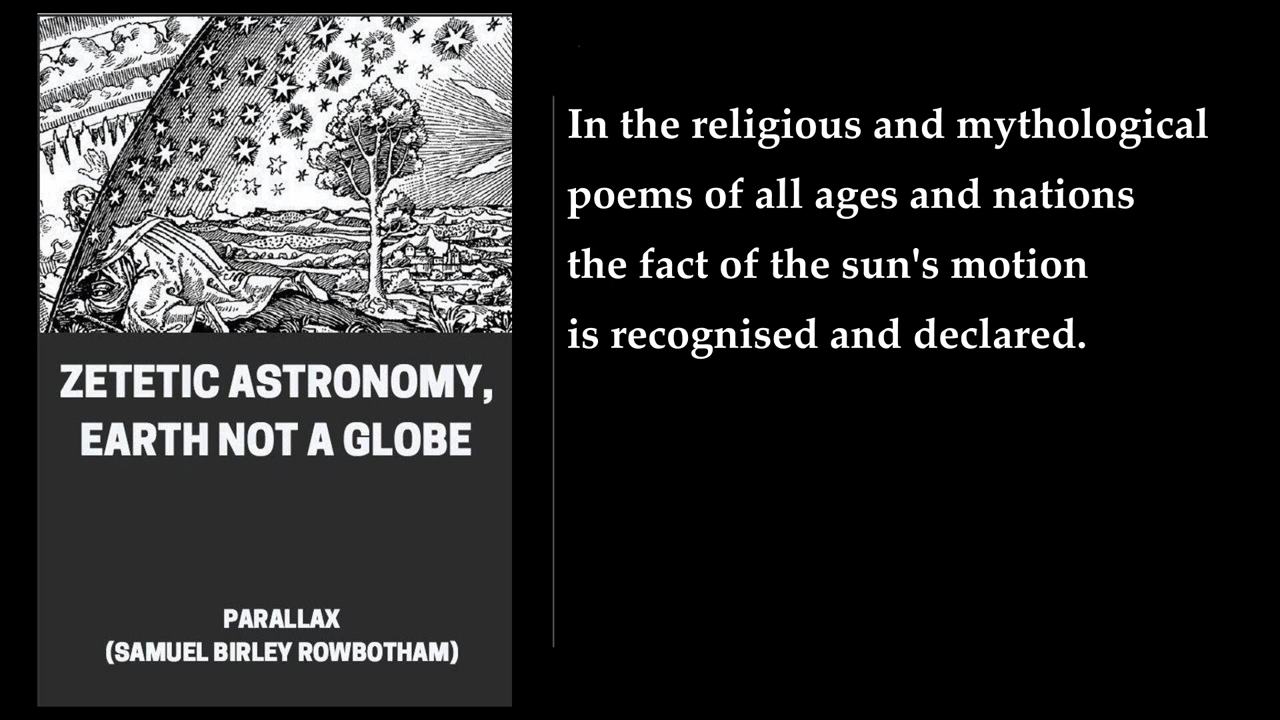 ZETETIC ASTRONOMY,
EARTH NOT A GLOBE
PARALLAX
(SAMUEL BIRLEY ROWBOTHAM)
In the religious and mythological
poems of all ages and nations
the fact of the sun's motion
is recognised and declared.